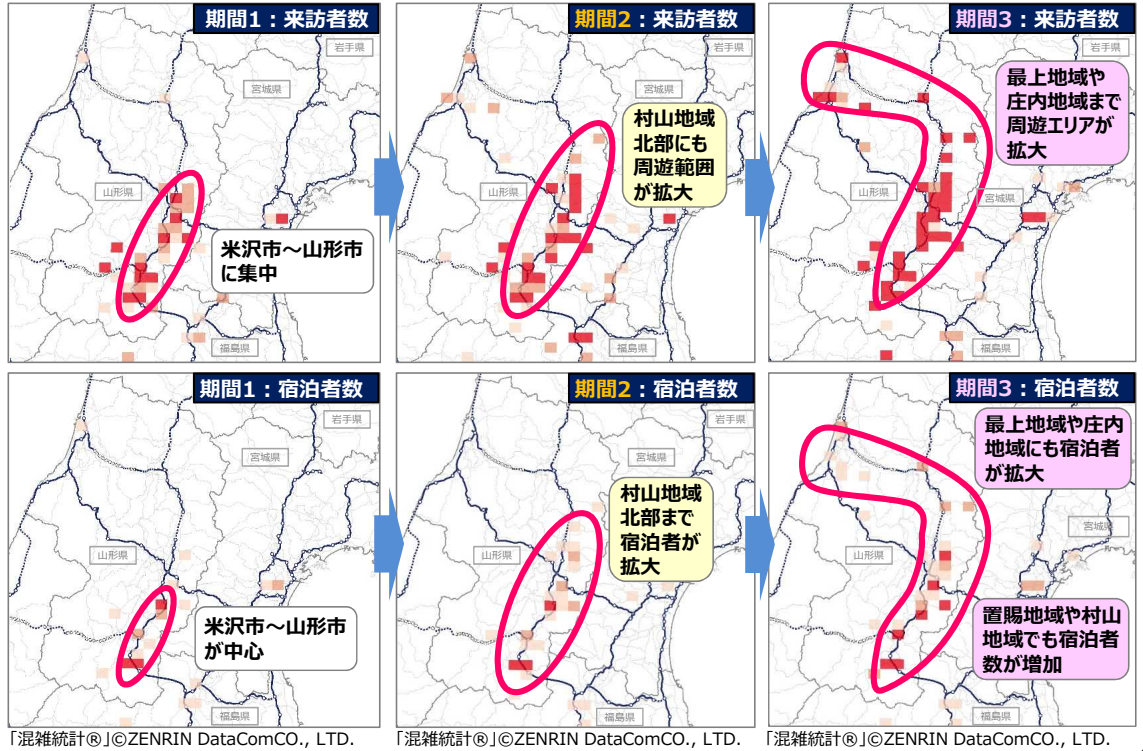 期間1：来訪者数
岩手県
宮城県
山形県
米沢市～山形市
に集中
福島県
期間2：来訪者数
岩手県
宮城県
村山地域
北部にも
周遊範囲
が拡大
山形県
福島県
期間3：来訪者数
最上地域や
庄内地域まで
周遊エリアが
拡大
山形県
宮城県
福島県
期間1：宿泊者数
岩手県
宮城県
山形県
米沢市～山形市
が中心
福島県
期間2：宿泊者数
岩手県
宮城県
村山地域
北部まで
宿泊者が
拡大
山形県
福島県
期間3：宿泊者数
最上地域や庄内
地域にも宿泊者
が拡大
宮城県
山形県
置賜地域や村山
地域でも宿泊者
数が増加
福島県
「混雑統計®」©ZENRIN DataComCO., LTD.
「混雑統計®」©ZENRIN DataComCO., LTD.
「混雑統計®」©ZENRIN DataComCO., LTD.